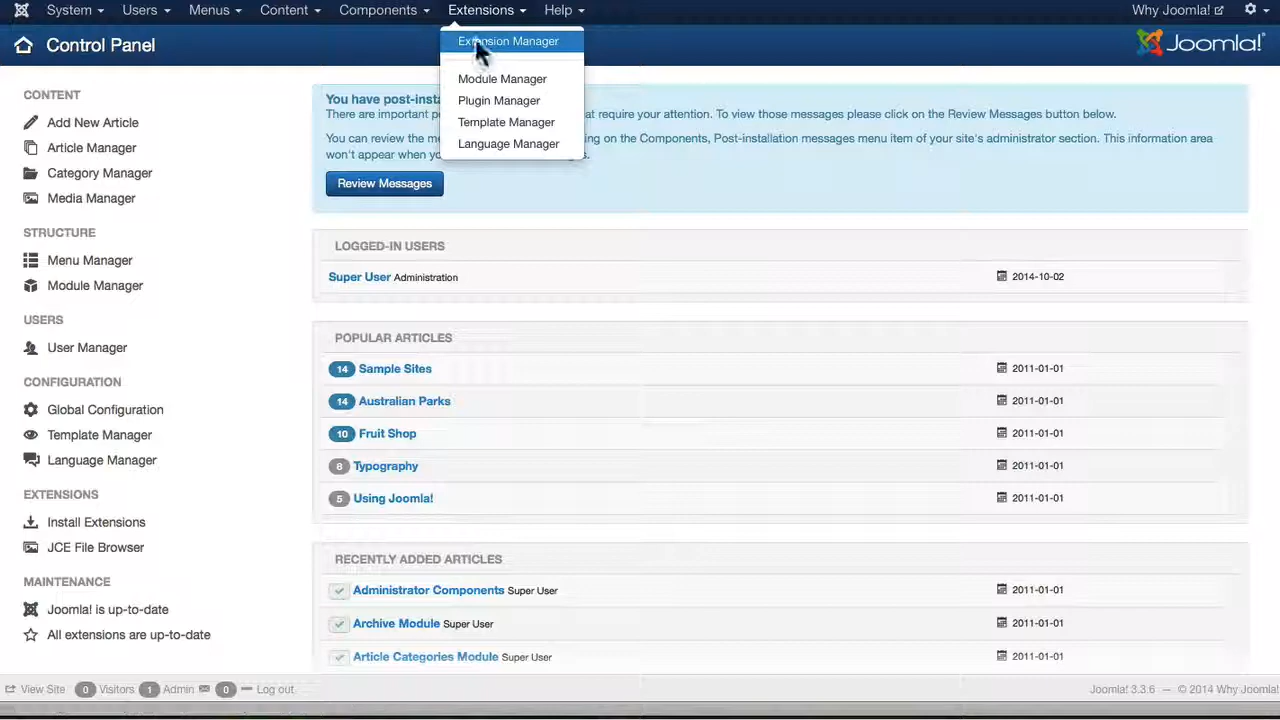 System Users Menus Content Components Extensions Help Why Joomla!
Control Panel
Joomla!®
Extension Manager
Module Manager
Plugin Manager
Template Manager
Language Manager
CONTENT
Add New Article
Article Manager
Category Manager
Media Manager
STRUCTURE
Menu Manager
Module Manager
USERS
User Manager
CONFIGURATION
Global Configuration
Template Manager
Language Manager
EXTENSIONS
Install Extensions
JCE File Browser
MAINTENANCE
Joomla! is up-to-date
All extensions are up-to-date
You have post-insta
There are important p at require your attention. To view those messages please click on the Review Messages button below.
You can review the me ng on the Components, Post-installation messages menu item of your site's administrator section. This information area
won't appear when yo s.
Review Messages
LOGGED-IN USERS
Super User Administration 2014-10-02
POPULAR ARTICLES
14 Sample Sites 2011-01-01
14 Australian Parks 2011-01-01
10 Fruit Shop 2011-01-01
8 Typography 2011-01-01
5 Using Joomla! 2011-01-01
RECENTLY ADDED ARTICLES
Administrator Components Super User 2011-01-01
Archive Module Super User 2011-01-01
Article Categories Module Super User 2011-01-01
View Site 0 Visitors 1 Admin 0 Log out Joomla! 3.3.6 — © 2014 Why Joomla!